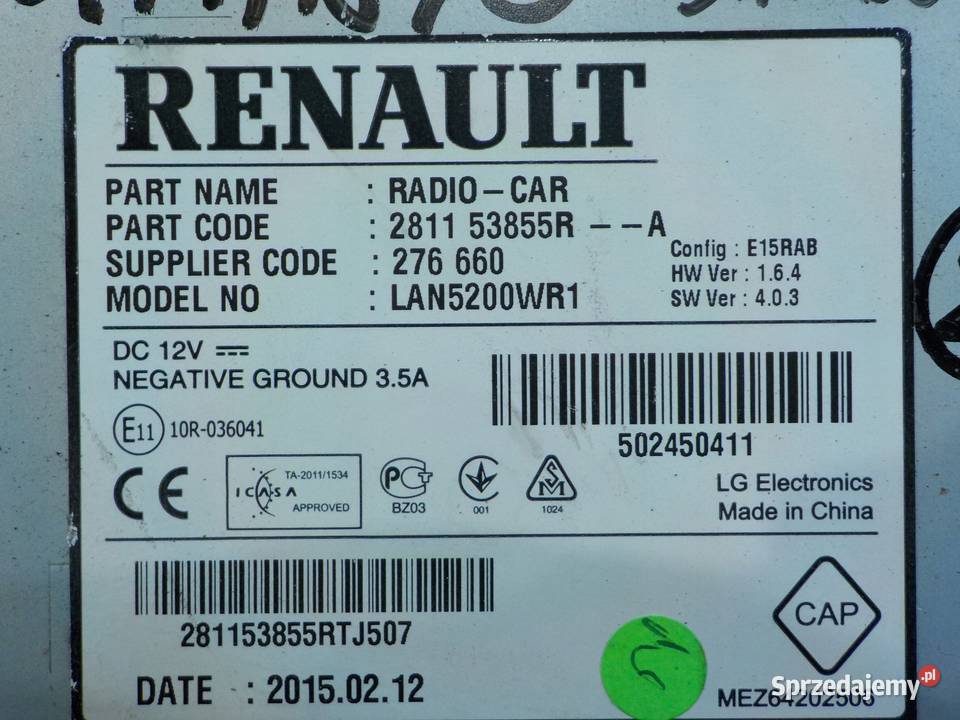 RENAULT
PART NAME : RADIO-CAR
PART CODE : 2811 53855R --A
SUPPLIER CODE : 276 660
MODEL NO : LAN5200WR1
Config : E15RAB
HW Ver : 1.6.4
SW Ver : 4.0.3
DC 12V
NEGATIVE GROUND 3.5A
E11 10R-036041
502450411
CE
TA-2011/1534
ICASA
APPROVED
PCT
BZ03
001
SM
1024
LG Electronics
Made in China
281153855RTJ507
CAP
DATE : 2015.02.12
Sprzedajemy.pl